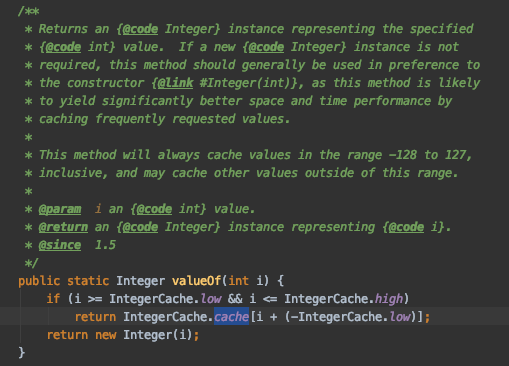 /**
 * Returns an {@code Integer} instance representing the specified
 * {@code int} value.  If a new {@code Integer} instance is not
 * required, this method should generally be used in preference to
 * the constructor {@link #Integer(int)}, as this method is likely
 * to yield significantly better space and time performance by
 * caching frequently requested values.
 *
 * This method will always cache values in the range -128 to 127,
 * inclusive, and may cache other values outside of this range.
 *
 * @param  i an {@code int} value.
 * @return an {@code Integer} instance representing {@code i}.
 * @since  1.5
 */
public static Integer valueOf(int i) {
    if (i >= IntegerCache.low && i <= IntegerCache.high)
        return IntegerCache.cache[i + (-IntegerCache.low)];
    return new Integer(i);
}